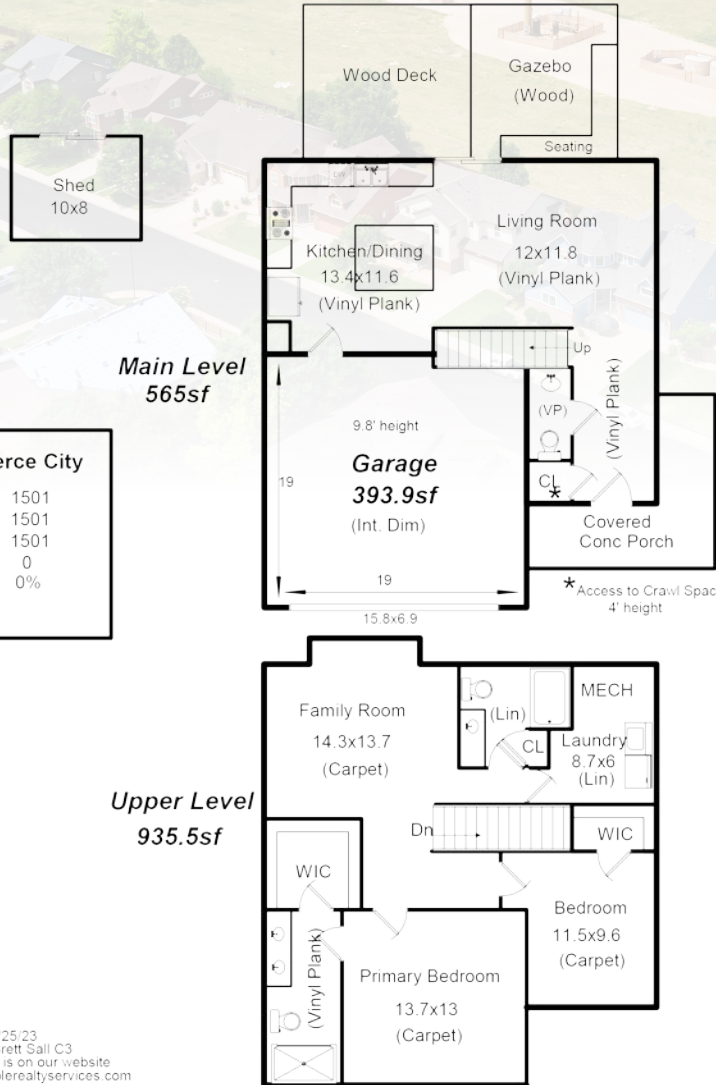 Wood Deck
Gazebo
(Wood)
Seating
Shed
10x8
DW
Kitchen/Dining
13.4x11.6
(Vinyl Plank)
Living Room
12x11.8
(Vinyl Plank)
Up
Main Level
565sf
(VP)
(Vinyl Plank)
CL
*
9.8' height
Garage
393.9sf
(Int. Dim)
19
19
15.8x6.9
Covered
Conc Porch
*Access to Crawl Spac
4' height
erce City
1501
1501
1501
0
0%
Family Room
14.3x13.7
(Carpet)
(Lin)
CL
MECH
Laundry
8.7x6
(Lin)
Upper Level
935.5sf
Dn
WIC
WIC
Bedroom
11.5x9.6
(Carpet)
(Vinyl Plank)
Primary Bedroom
13.7x13
(Carpet)
/25/23
rett Sall C3
is on our website
plerealtyservices.com